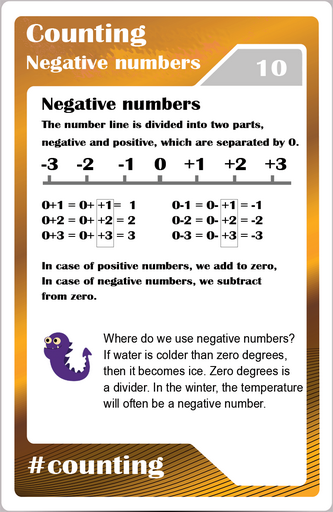 Counting
Negative numbers
10
Negative numbers
The number line is divided into two parts,
negative and positive, which are separated by 0.
-3 -2 -1 0 +1 +2 +3
0+1 = 0+ +1 = 1 0-1 = 0- +1 = -1
0+2 = 0+ +2 = 2 0-2 = 0- +2 = -2
0+3 = 0+ +3 = 3 0-3 = 0- +3 = -3
In case of positive numbers, we add to zero,
In case of negative numbers, we subtract
from zero.
Where do we use negative numbers?
If water is colder than zero degrees,
then it becomes ice. Zero degrees is
a divider. In the winter, the temperature
will often be a negative number.
#counting